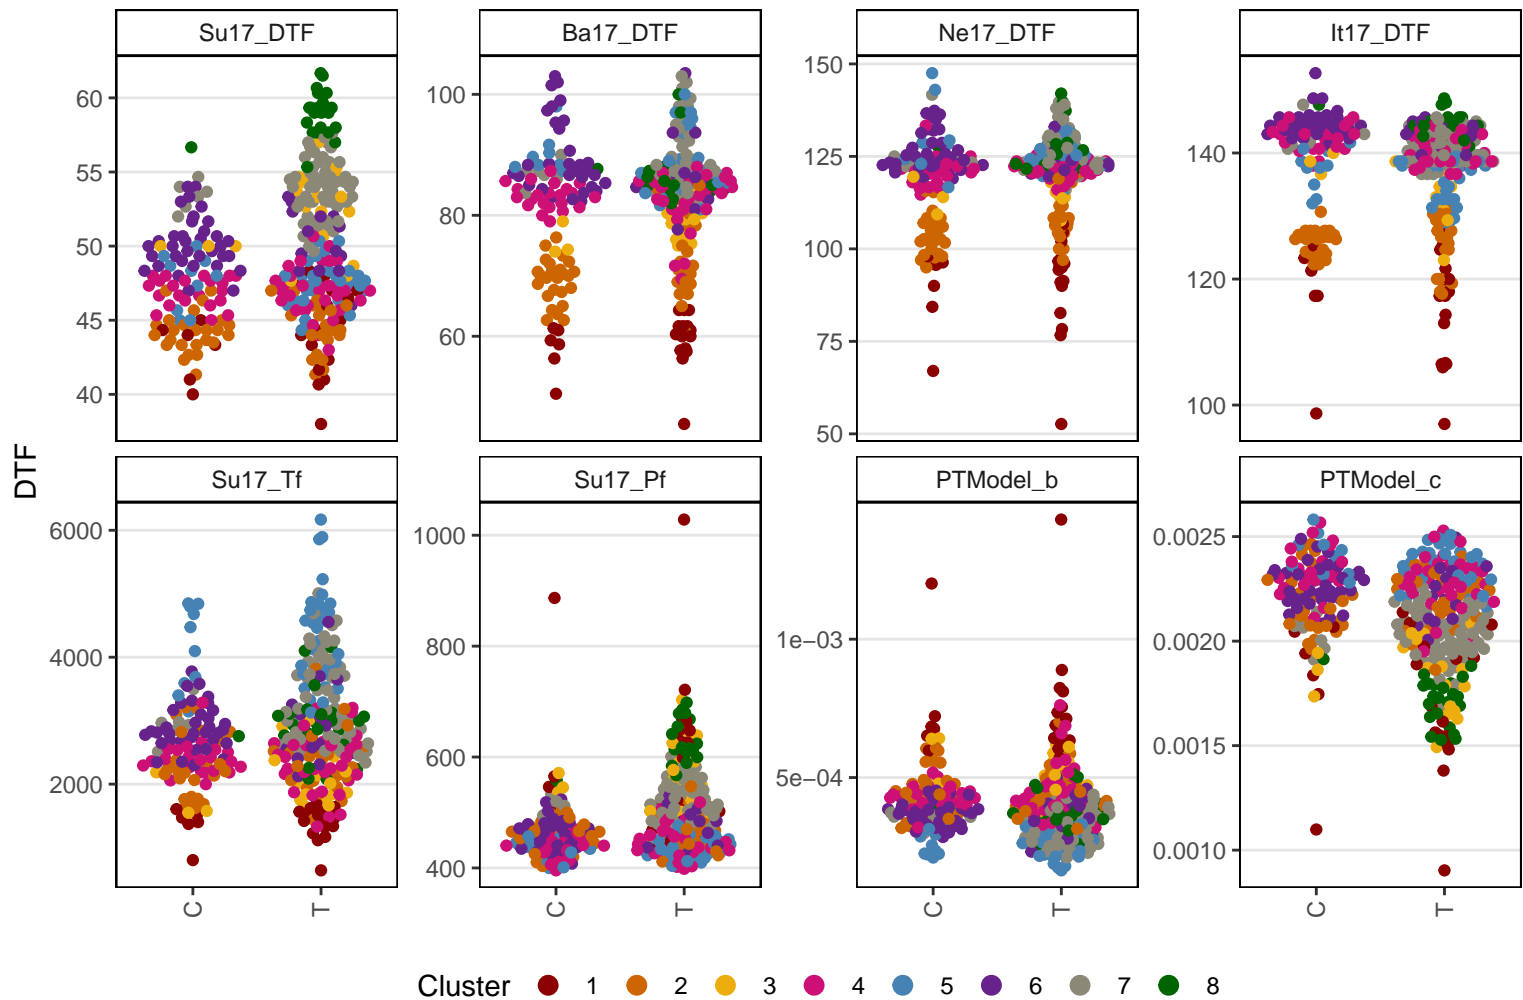 Su17_DTF Ba17_DTF Ne17_DTF It17_DTF
60 55 50 45 40
100 80 60
150 125 100 75 50
140 120 100
DTF
Su17_Tf Su17_Pf PTModel_b PTModel_c
6000 4000 2000
1000 800 600 400
1e−03 5e−04
0.0025 0.0020 0.0015 0.0010
C T C T C T C T
Cluster 1 2 3 4 5 6 7 8